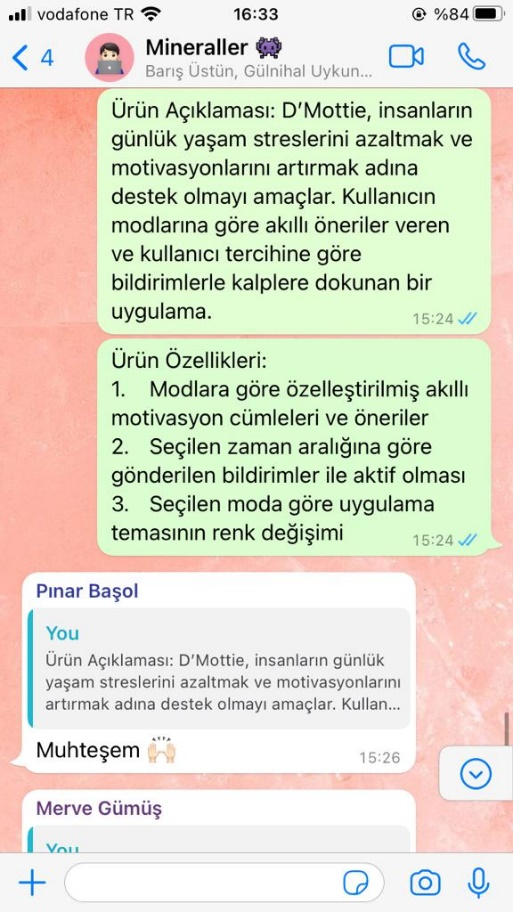 vodafone TR
16:33
%84
4
Mineraller 👾
Barış Üstün, Gülnihal Uykun...
Ürün Açıklaması: D’Mottie, insanların
günlük yaşam streslerini azaltmak ve
motivasyonlarını artırmak adına
destek olmayı amaçlar. Kullanıcın
modlarına göre akıllı öneriler veren
ve kullanıcı tercihine göre
bildirimlerle kalplere dokunan bir
uygulama.
15:24
Ürün Özellikleri:
1. Modlara göre özelleştirilmiş akıllı
motivasyon cümleleri ve öneriler
2. Seçilen zaman aralığına göre
gönderilen bildirimler ile aktif olması
3. Seçilen moda göre uygulama
temasının renk değişimi
15:24
Pınar Başol
You
Ürün Açıklaması: D’Mottie, insanların günlük
yaşam streslerini azaltmak ve motivasyonlarını
artırmak adına destek olmayı amaçlar. Kullan...
Muhteşem 🙌🏻
15:26
Merve Gümüş
You